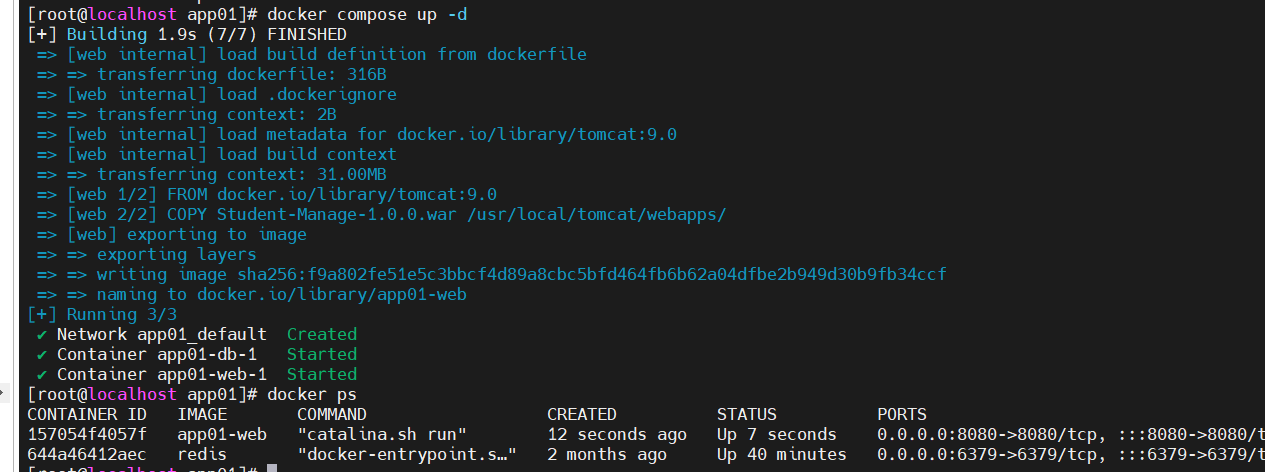 [root@localhost app01]# docker compose up -d
[+] Building 1.9s (7/7) FINISHED
=> [web internal] load build definition from dockerfile
=> => transferring dockerfile: 316B
=> [web internal] load .dockerignore
=> => transferring context: 2B
=> [web internal] load metadata for docker.io/library/tomcat:9.0
=> [web internal] load build context
=> => transferring context: 31.00MB
=> [web 1/2] FROM docker.io/library/tomcat:9.0
=> [web 2/2] COPY Student-Manage-1.0.0.war /usr/local/tomcat/webapps/
=> [web] exporting to image
=> => exporting layers
=> => writing image sha256:f9a802fe51e5c3bbcf4d89a8cbc5bfd464fb6b62a04dfbe2b949d30b9fb34ccf
=> => naming to docker.io/library/app01-web
[+] Running 3/3
✔ Network app01_default Created
✔ Container app01-db-1 Started
✔ Container app01-web-1 Started
[root@localhost app01]# docker ps
CONTAINER ID IMAGE COMMAND CREATED STATUS PORTS
157054f4057f app01-web "catalina.sh run" 12 seconds ago Up 7 seconds 0.0.0.0:8080->8080/tcp, :::8080->8080/t
644a46412aec redis "docker-entrypoint.s…" 2 months ago Up 40 minutes 0.0.0.0:6379->6379/tcp, :::6379->6379/t
[root@localhost app01]#